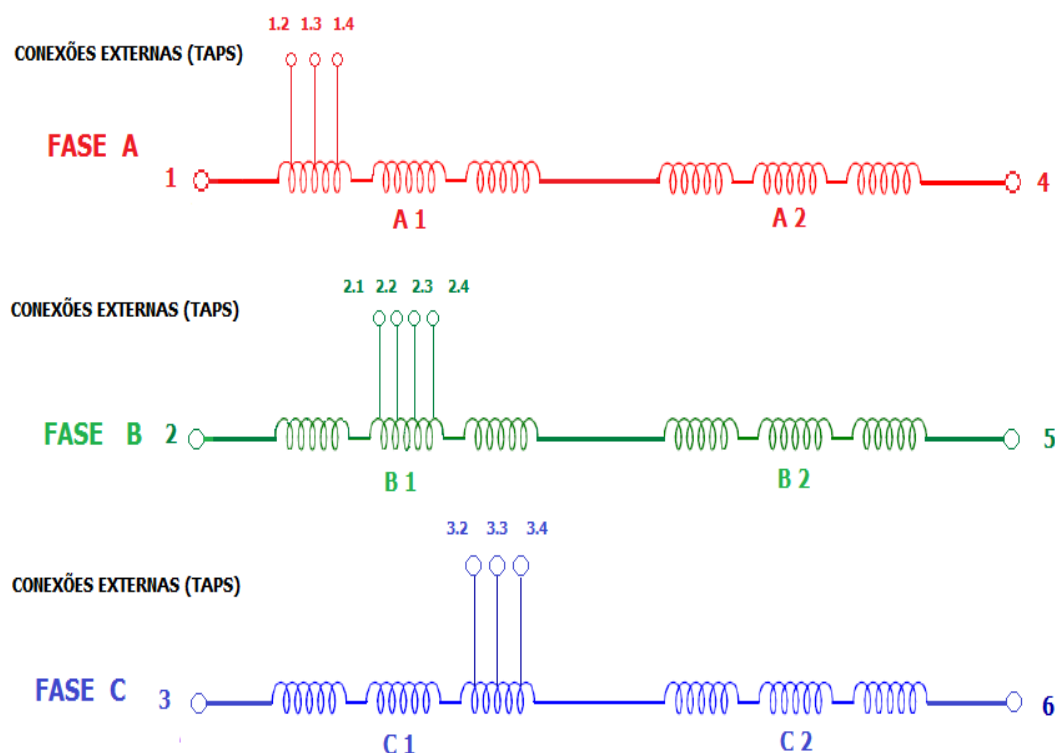 1.2 1.3 1.4
CONEXÕES EXTERNAS (TAPS)
FASE A
1
4
A 1
A 2
2.1 2.2 2.3 2.4
CONEXÕES EXTERNAS (TAPS)
FASE B 2
5
B 1
B 2
3.2 3.3 3.4
CONEXÕES EXTERNAS (TAPS)
FASE C 3
6
C 1
C 2